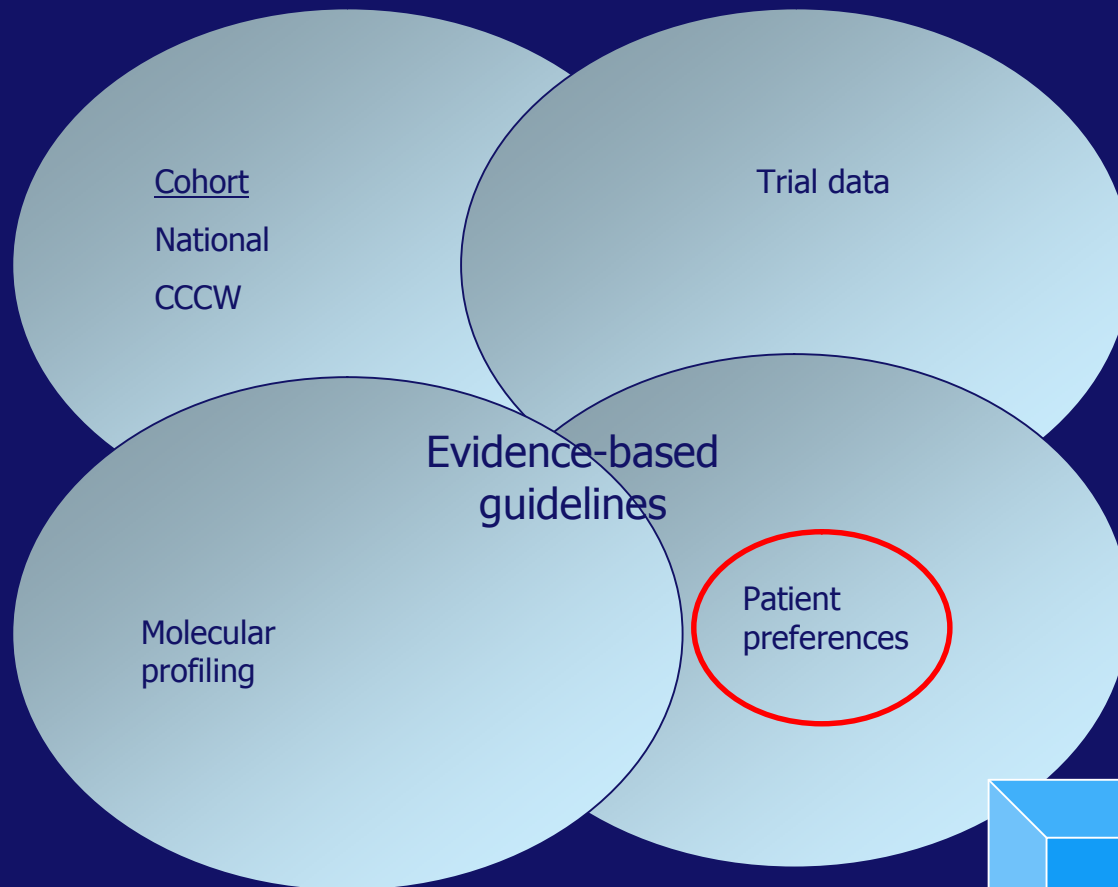 Cohort
National
CCCW
Trial data
Evidence-based
guidelines
Molecular
profiling
Patient
preferences